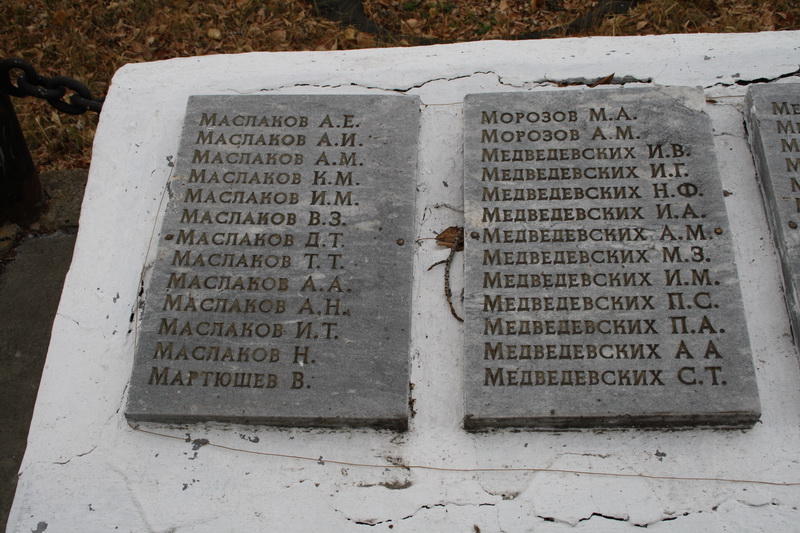 Маслаков А.Е.
Маслаков А.И.
Маслаков А.М.
Маслаков К.М.
Маслаков И.М.
Маслаков В.З.
Маслаков Д.Т.
Маслаков Т.Т.
Маслаков А.А.
Маслаков А.Н.
Маслаков И.Т.
Маслаков Н.
Мартюшев В.
Морозов М.А.
Морозов А.М.
Медведевских И.В.
Медведевских И.Г.
Медведевских Н.Ф.
Медведевских И.А.
Медведевских А.М.
Медведевских М.З.
Медведевских И.М.
Медведевских П.С.
Медведевских П.А.
Медведевских А А
Медведевских С.Т.